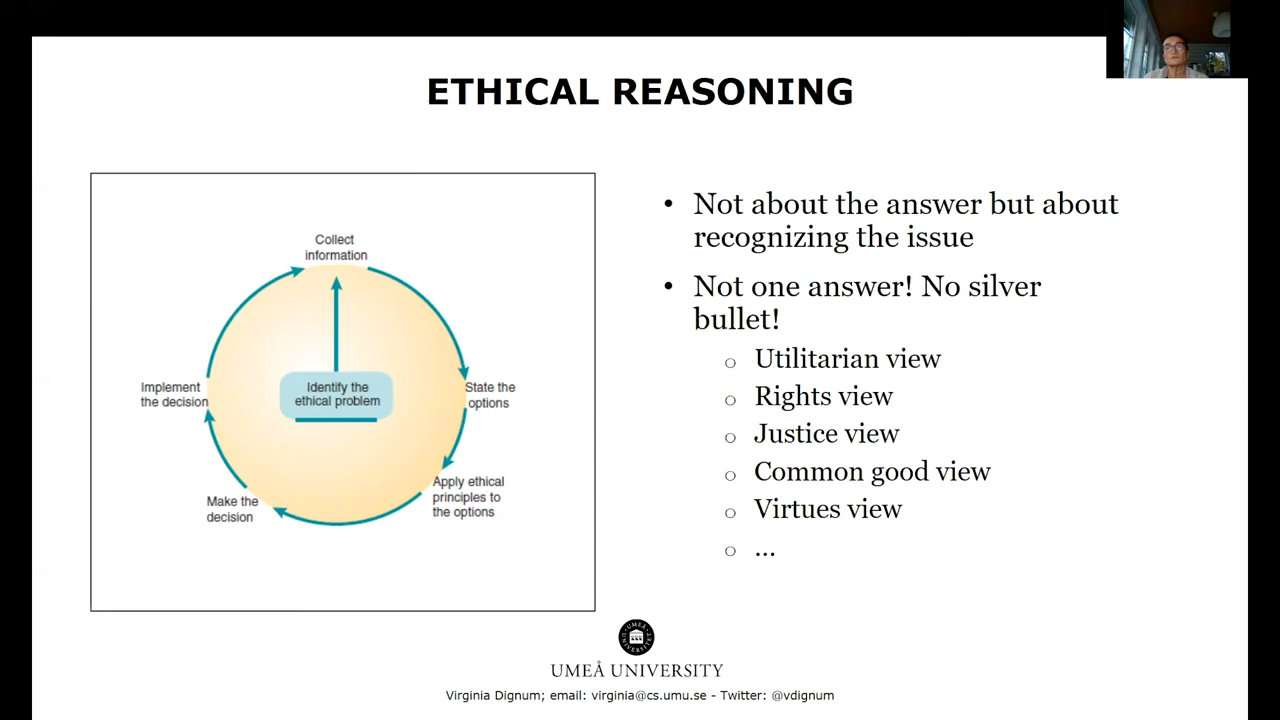 ETHICAL REASONING
Collect
information
Identify the
ethical problem
State the
options
Apply ethical
principles to
the options
Make the
decision
Implement
the decision
• Not about the answer but about
recognizing the issue
• Not one answer! No silver
bullet!
○ Utilitarian view
○ Rights view
○ Justice view
○ Common good view
○ Virtues view
○ ...
UMEÅ UNIVERSITY
Virginia Dignum; email: virginia@cs.umu.se - Twitter: @vdignum